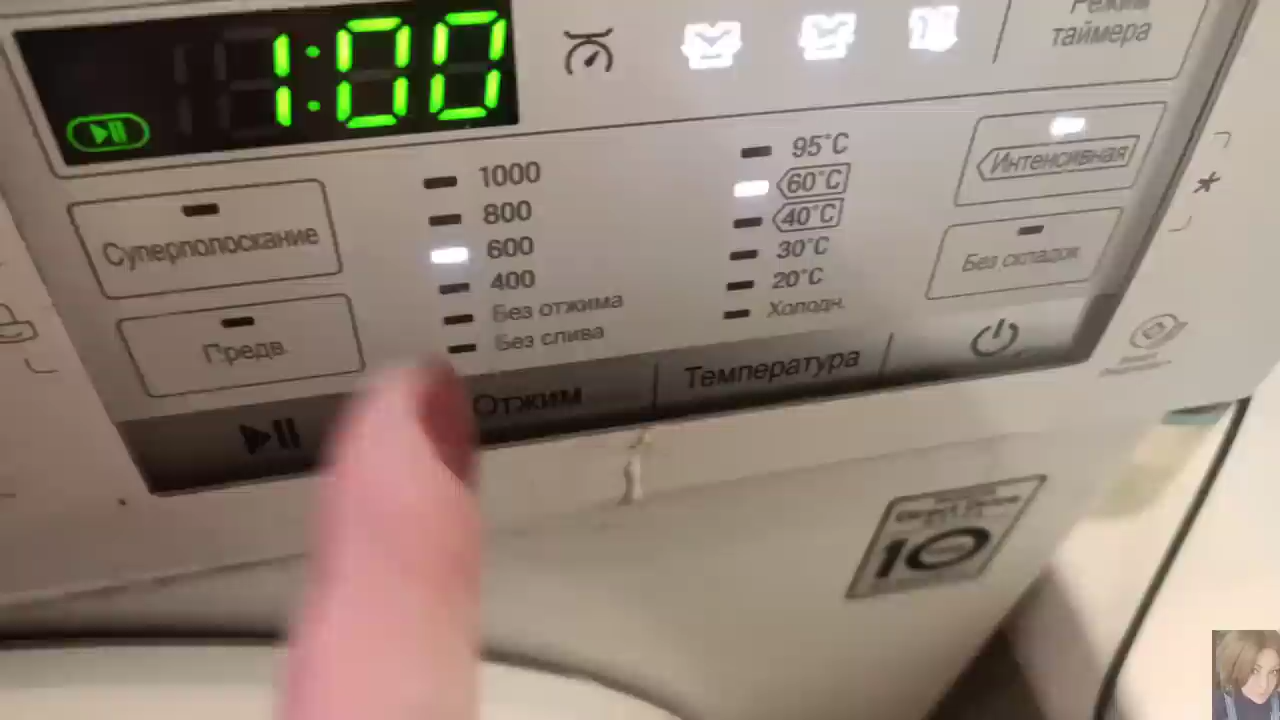 1:00
Режим
таймера
Суперполоскание
Предв.
1000
800
600
400
Без отжима
Без слива
95°C
60°C
40°C
30°C
20°C
Холодн.
Интенсивная
Без складок
Отжим
Температура
10